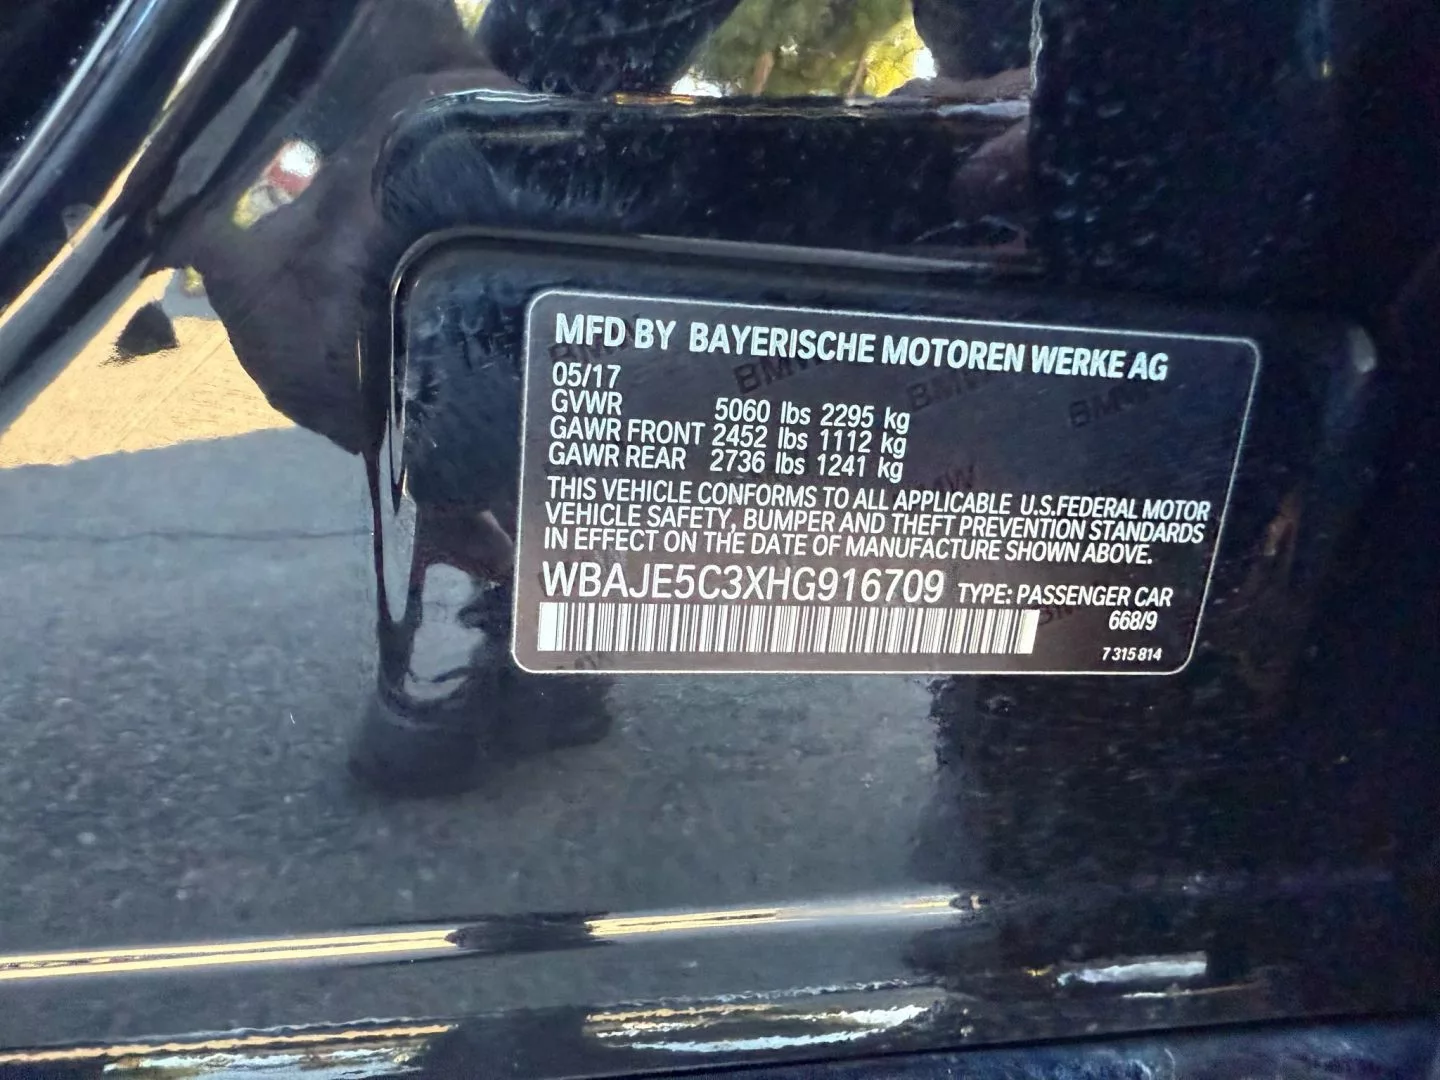 MFD BY BAYERISCHE MOTOREN WERKE AG
05/17
GVWR 5060 lbs 2295 kg
GAWR FRONT 2452 lbs 1112 kg
GAWR REAR 2736 lbs 1241 kg
THIS VEHICLE CONFORMS TO ALL APPLICABLE U.S.FEDERAL MOTOR
VEHICLE SAFETY, BUMPER AND THEFT PREVENTION STANDARDS
IN EFFECT ON THE DATE OF MANUFACTURE SHOWN ABOVE.
WBAJE5C3XHG916709 TYPE: PASSENGER CAR
668/9
7 315 814